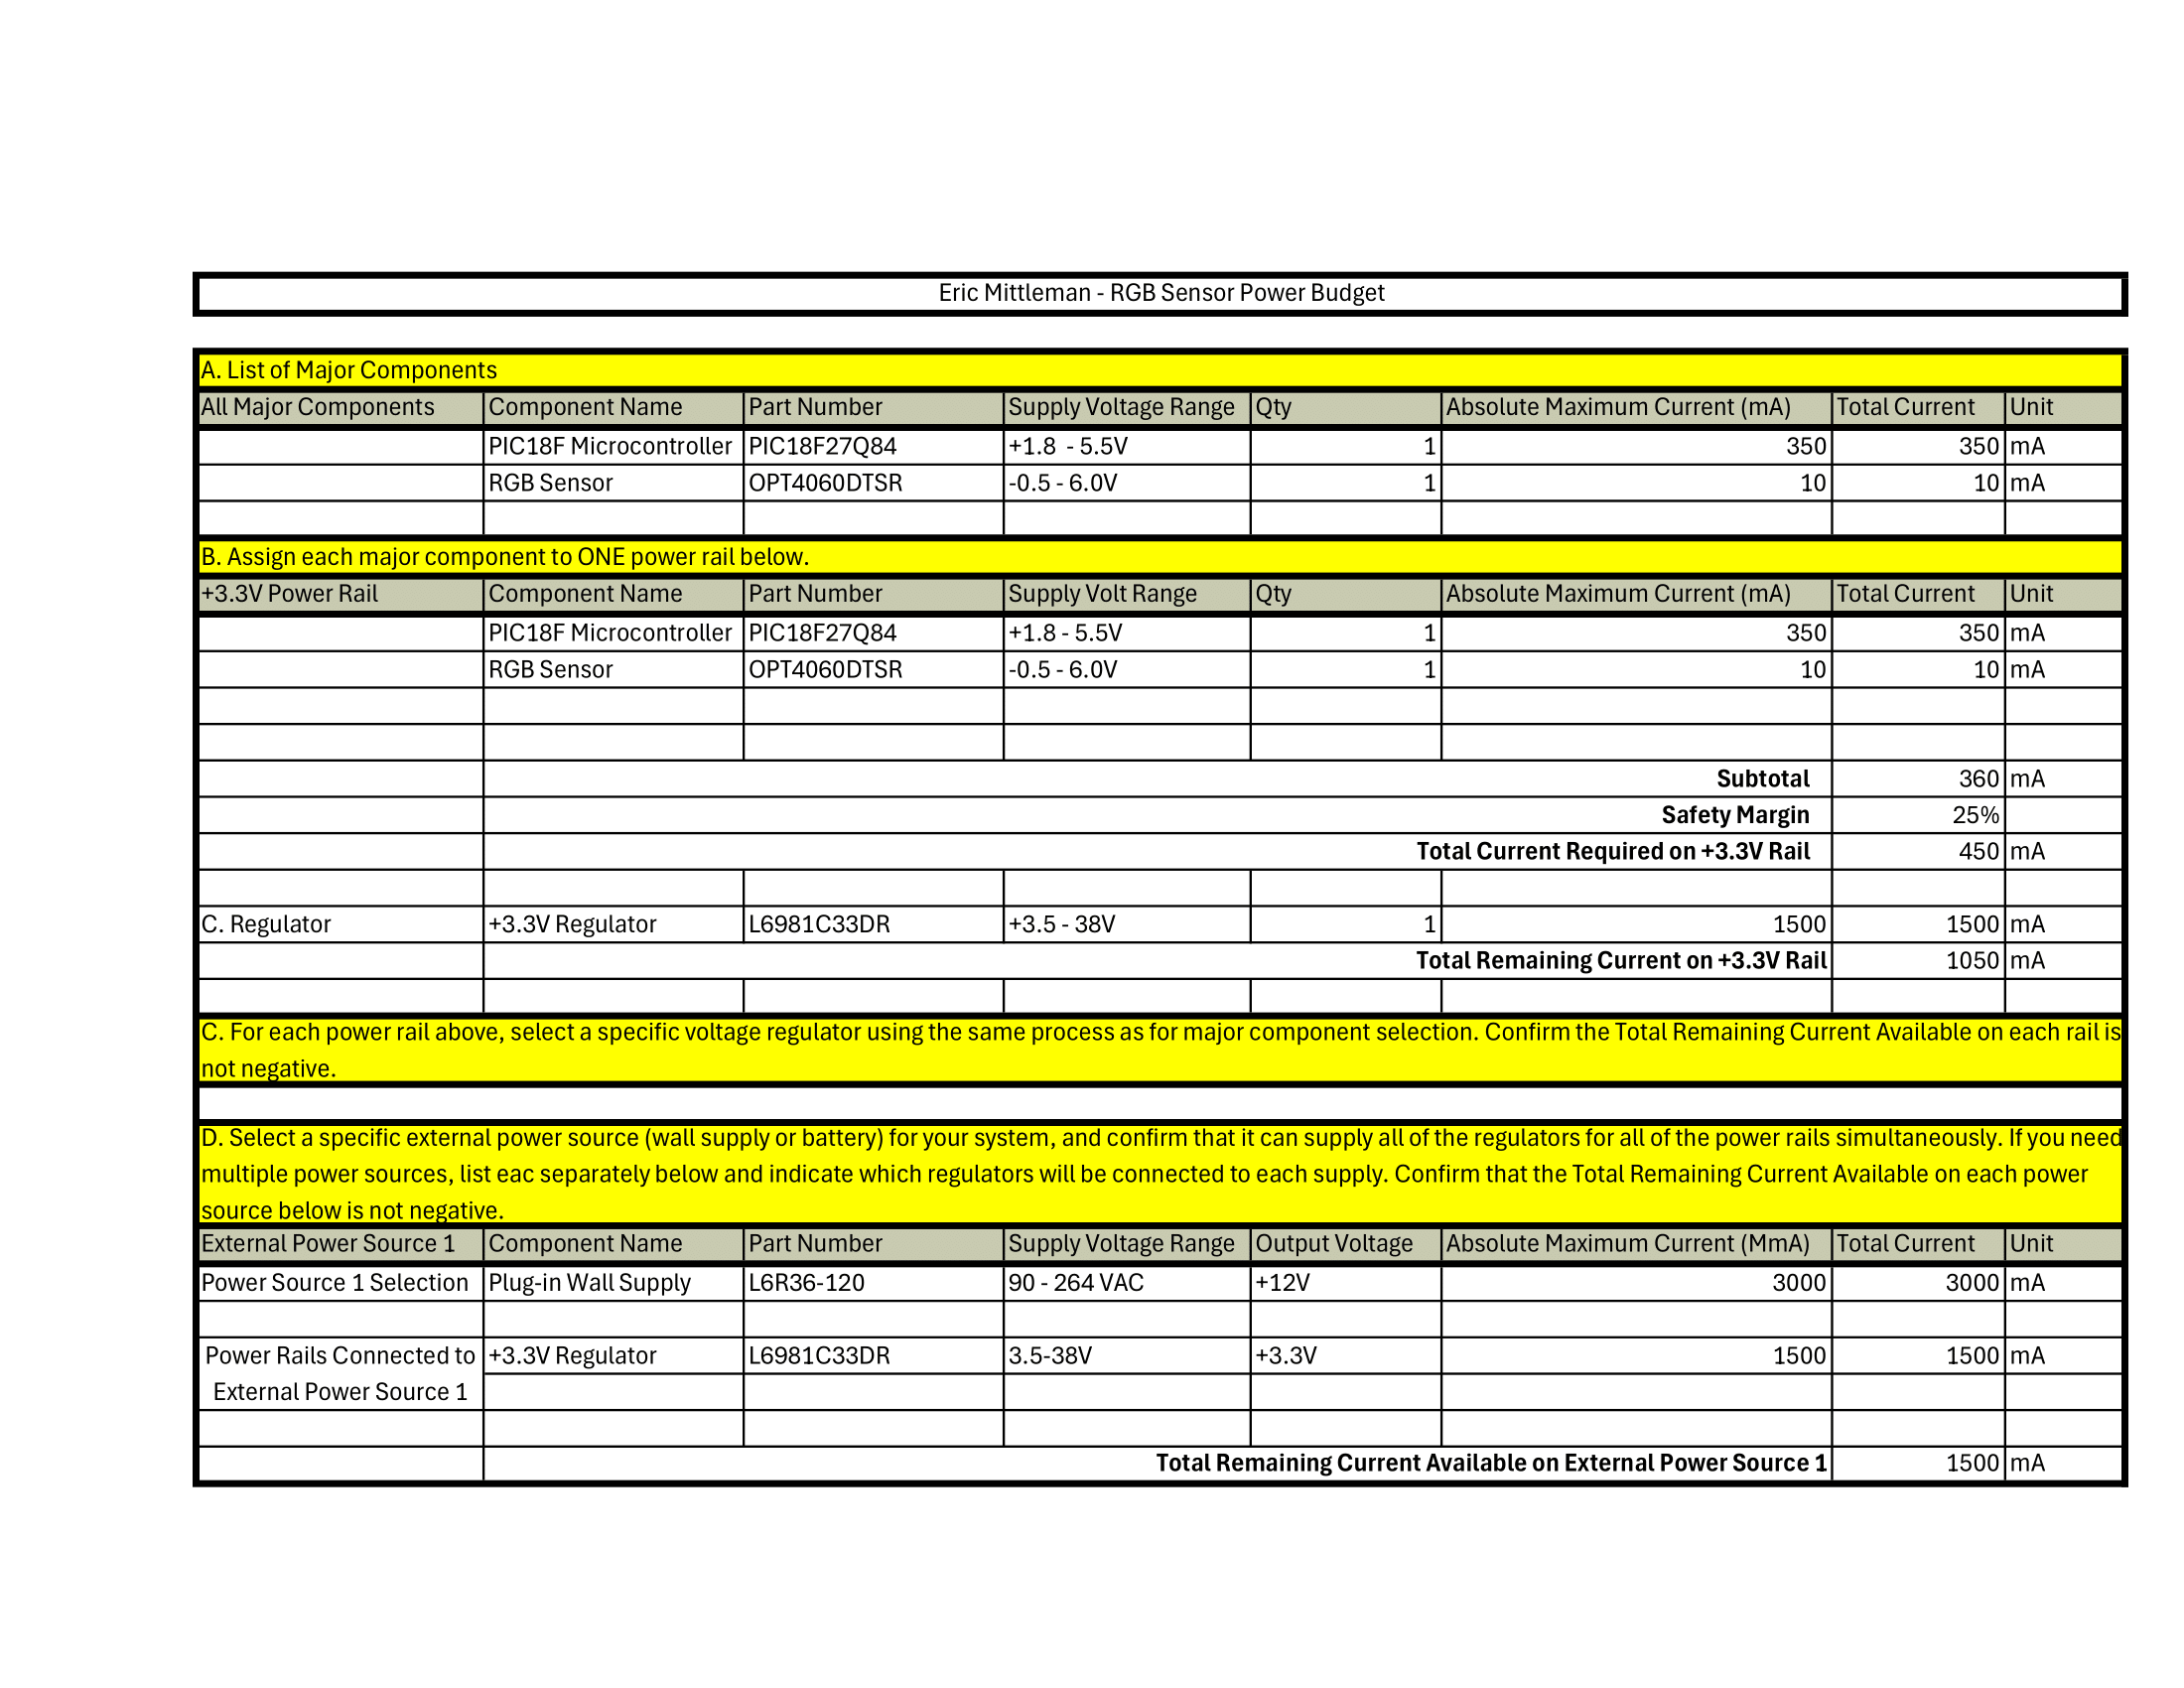 Eric Mittleman - RGB Sensor Power Budget
A. List of Major Components
All Major Components Component Name Part Number Supply Voltage Range Qty Absolute Maximum Current (mA) Total Current Unit
PIC18F Microcontroller PIC18F27Q84 +1.8 - 5.5V 1 350 350 mA
RGB Sensor OPT4060DTSR -0.5 - 6.0V 1 10 10 mA
B. Assign each major component to ONE power rail below.
+3.3V Power Rail Component Name Part Number Supply Volt Range Qty Absolute Maximum Current (mA) Total Current Unit
PIC18F Microcontroller PIC18F27Q84 +1.8 - 5.5V 1 350 350 mA
RGB Sensor OPT4060DTSR -0.5 - 6.0V 1 10 10 mA
Subtotal 360 mA
Safety Margin 25%
Total Current Required on +3.3V Rail 450 mA
C. Regulator +3.3V Regulator L6981C33DR +3.5 - 38V 1 1500 1500 mA
Total Remaining Current on +3.3V Rail 1050 mA
C. For each power rail above, select a specific voltage regulator using the same process as for major component selection. Confirm the Total Remaining Current Available on each rail is
not negative.
D. Select a specific external power source (wall supply or battery) for your system, and confirm that it can supply all of the regulators for all of the power rails simultaneously. If you need
multiple power sources, list eac separately below and indicate which regulators will be connected to each supply. Confirm that the Total Remaining Current Available on each power
source below is not negative.
External Power Source 1 Component Name Part Number Supply Voltage Range Output Voltage Absolute Maximum Current (MmA) Total Current Unit
Power Source 1 Selection Plug-in Wall Supply L6R36-120 90 - 264 VAC +12V 3000 3000 mA
Power Rails Connected to +3.3V Regulator L6981C33DR 3.5-38V +3.3V 1500 1500 mA
External Power Source 1
Total Remaining Current Available on External Power Source 1 1500 mA